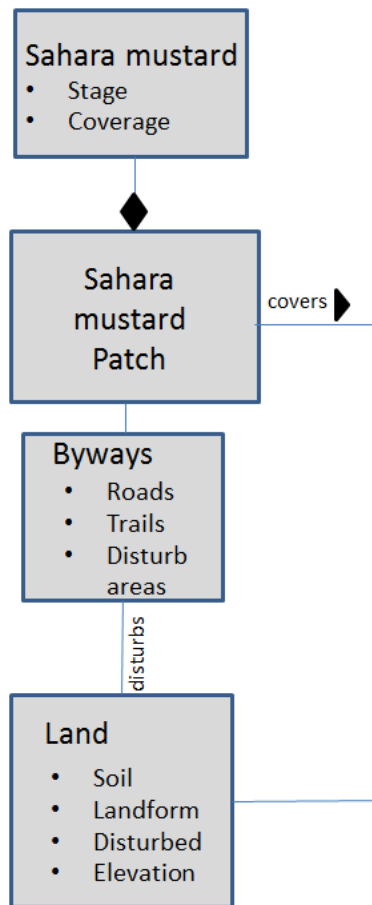 Sahara mustard
• Stage
• Coverage
Sahara
mustard
Patch
covers
Byways
• Roads
• Trails
• Disturb
areas
disturbs
Land
• Soil
• Landform
• Disturbed
• Elevation